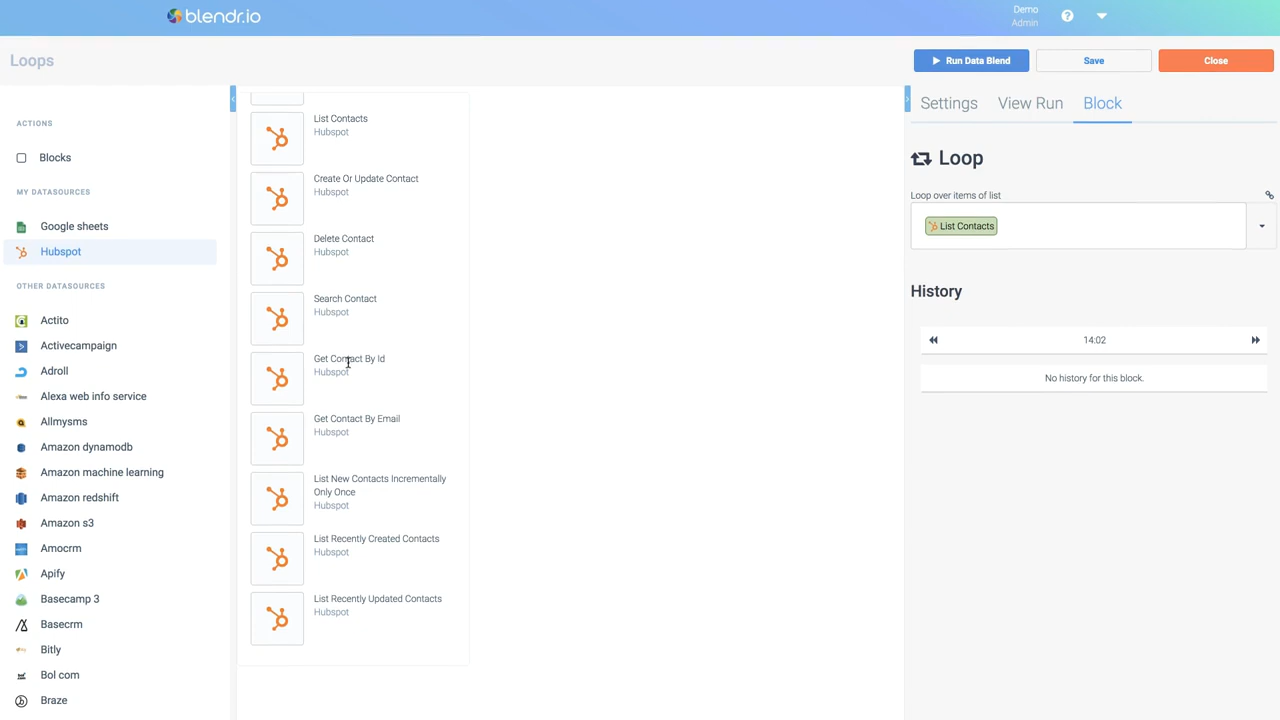 blendr.io
Demo
Admin
Loops
Run Data Blend
Save
Close
ACTIONS
Blocks
MY DATASOURCES
Google sheets
Hubspot
OTHER DATASOURCES
Actito
Activecampaign
Adroll
Alexa web info service
Allmysms
Amazon dynamodb
Amazon machine learning
Amazon redshift
Amazon s3
Amocrm
Apify
Basecamp 3
Basecrm
Bitly
Bol com
Braze
List Contacts
Hubspot
Create Or Update Contact
Hubspot
Delete Contact
Hubspot
Search Contact
Hubspot
Get Contact By Id
Hubspot
Get Contact By Email
Hubspot
List New Contacts Incrementally
Only Once
Hubspot
List Recently Created Contacts
Hubspot
List Recently Updated Contacts
Hubspot
Settings View Run Block
Loop
Loop over items of list
List Contacts
History
14:02
No history for this block.